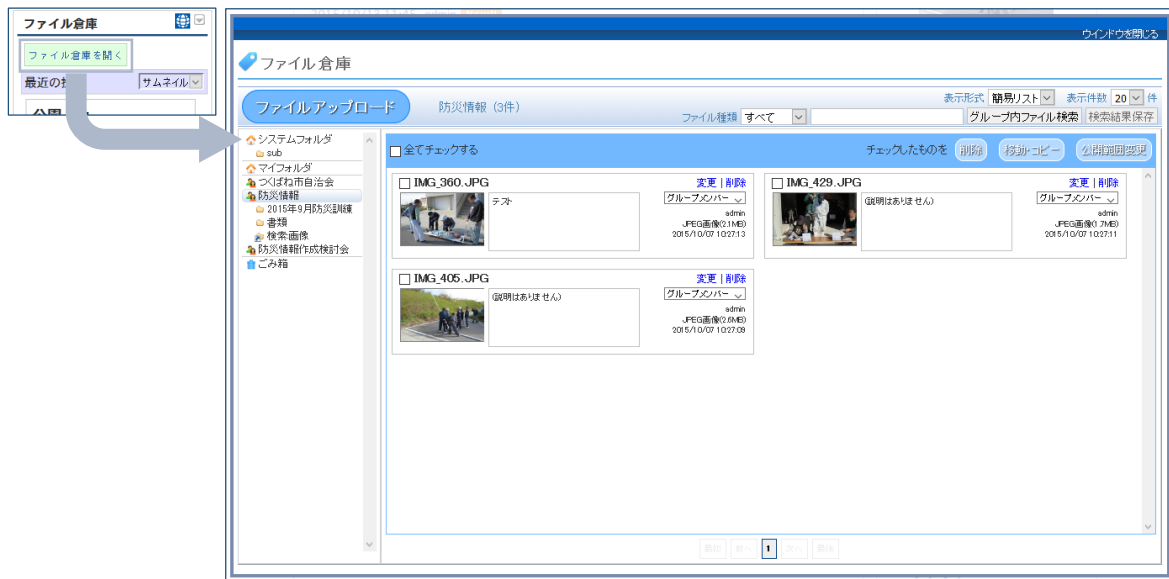 ファイル倉庫
ファイル倉庫を開く
サムネイル
ウインドウを閉じる
ファイル倉庫
ファイルアップロード
防災情報 (3件)
表示形式 簡易リスト 表示件数 20 件
ファイル種類 すべて グループ内ファイル検索 検索結果保存
システムフォルダ
sub
マイフォルダ
つくばね市自治会
防災情報
2015年9月防災訓練
書類
検索画像
防災情報作成検討会
ごみ箱
全てチェックする
チェックしたものを 削除 移動・コピー 公開範囲変更
IMG_360.JPG 変更 | 削除
テスト
グループメンバー
admin
JPEG画像(2.1MB)
2015/10/07 10:27:13
IMG_429.JPG 変更 | 削除
(説明はありません)
グループメンバー
admin
JPEG画像(1.7MB)
2015/10/07 10:27:11
IMG_405.JPG 変更 | 削除
(説明はありません)
グループメンバー
admin
JPEG画像(2.6MB)
2015/10/07 10:27:09
最初 前へ 1 次へ 最後